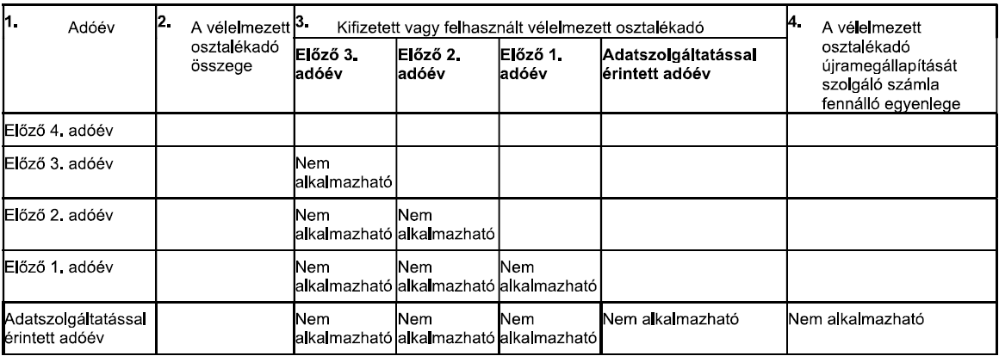 1. Adóév
2. A vélelmezett
osztalékadó
összege
3. Kifizetett vagy felhasznált vélelmezett osztalékadó
Előző 3.
adóév
Előző 2.
adóév
Előző 1.
adóév
Adatszolgáltatással
érintett adóév
4. A vélelmezett
osztalékadó
újramegállapítását
szolgáló számla
fennálló egyenlege
Előző 4. adóév
Előző 3. adóév
Nem
alkalmazható
Előző 2. adóév
Nem
alkalmazható
Nem
alkalmazható
Előző 1. adóév
Nem
alkalmazható
Nem
alkalmazható
Nem
alkalmazható
Adatszolgáltatással
érintett adóév
Nem
alkalmazható
Nem
alkalmazható
Nem
alkalmazható
Nem alkalmazható
Nem alkalmazható